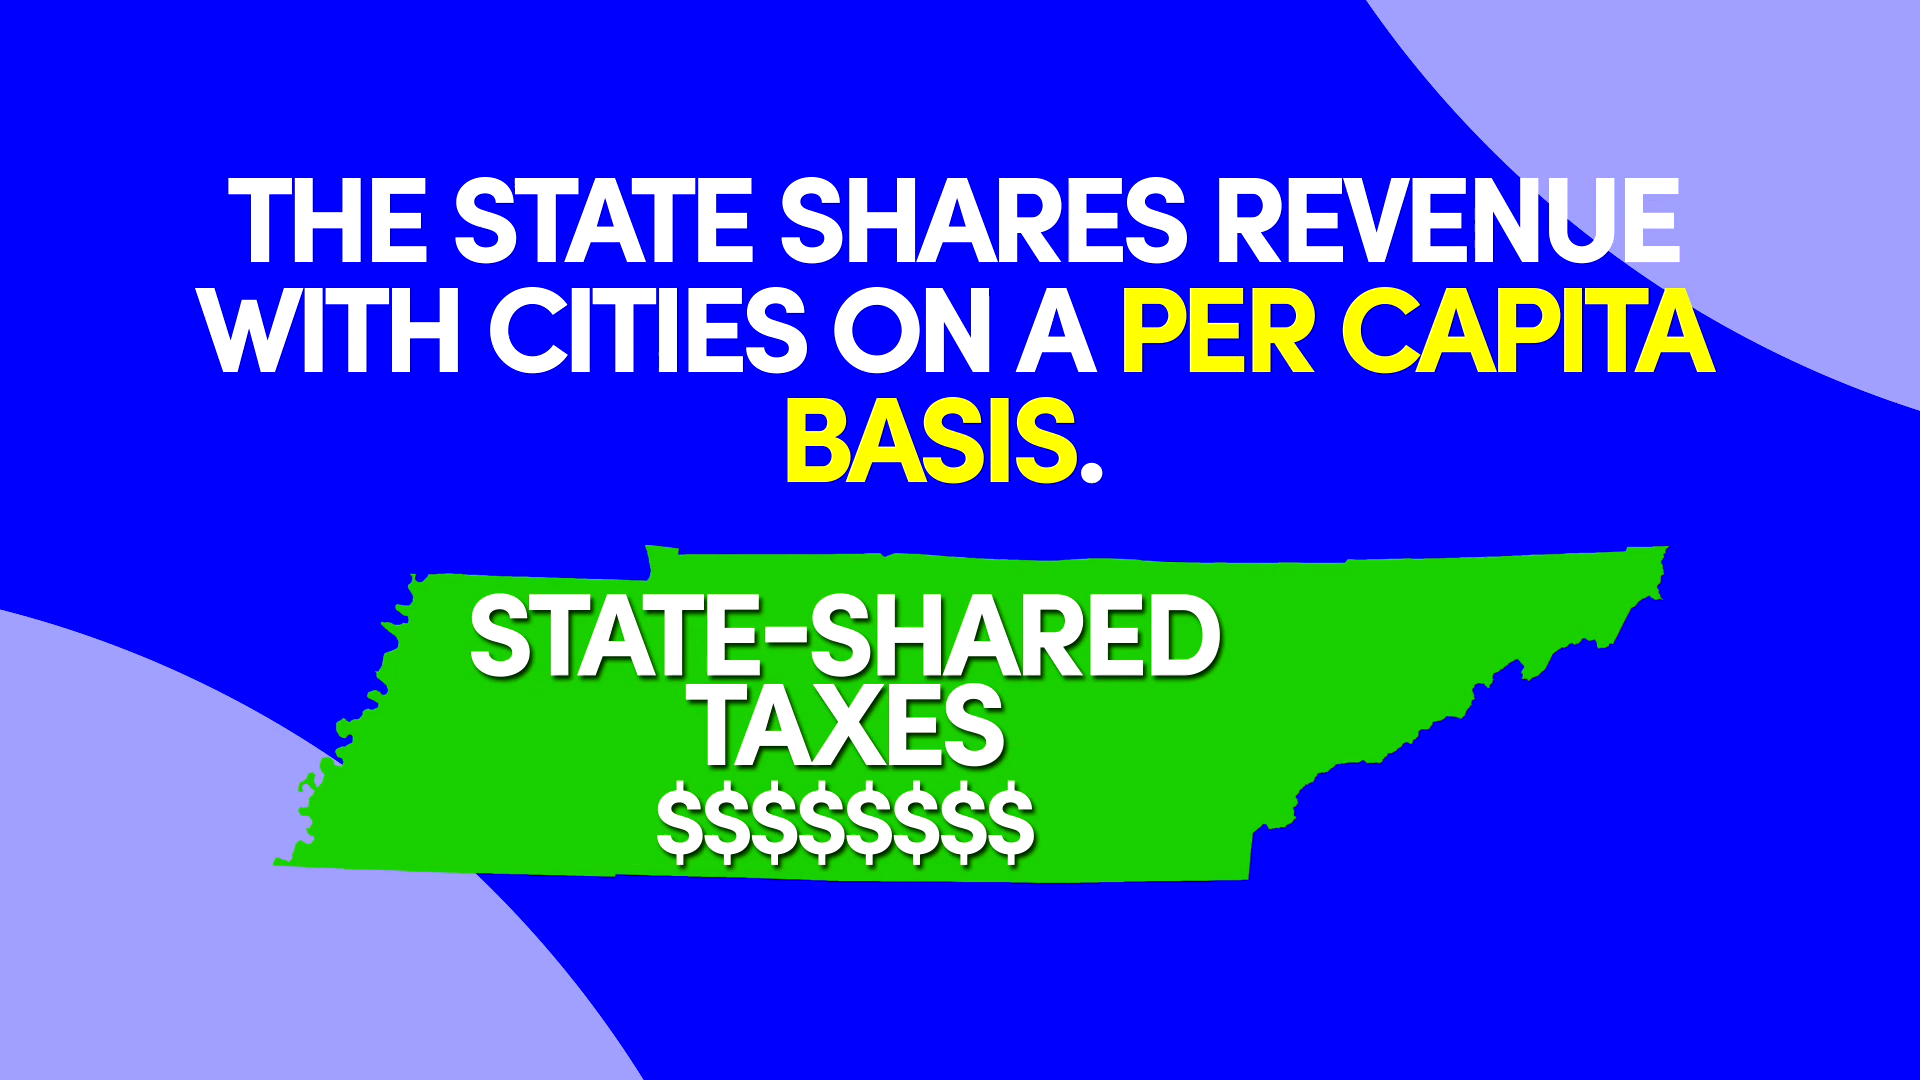 THE STATE SHARES REVENUE
WITH CITIES ON A PER CAPITA
BASIS.
STATE-SHARED
TAXES
$$$$$$$$